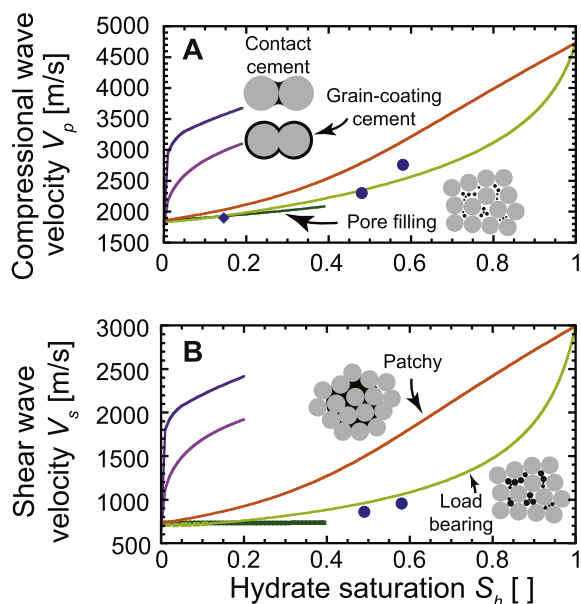 A
Contact
cement
Grain-coating
cement
Pore filling
Compressional wave
velocity Vp [m/s]
5000
4500
4000
3500
3000
2500
2000
1500
0 0.2 0.4 0.6 0.8 1
B
Patchy
Load
bearing
Shear wave
velocity Vs [m/s]
3000
2500
2000
1500
1000
500
0 0.2 0.4 0.6 0.8 1
Hydrate saturation Sh [ ]